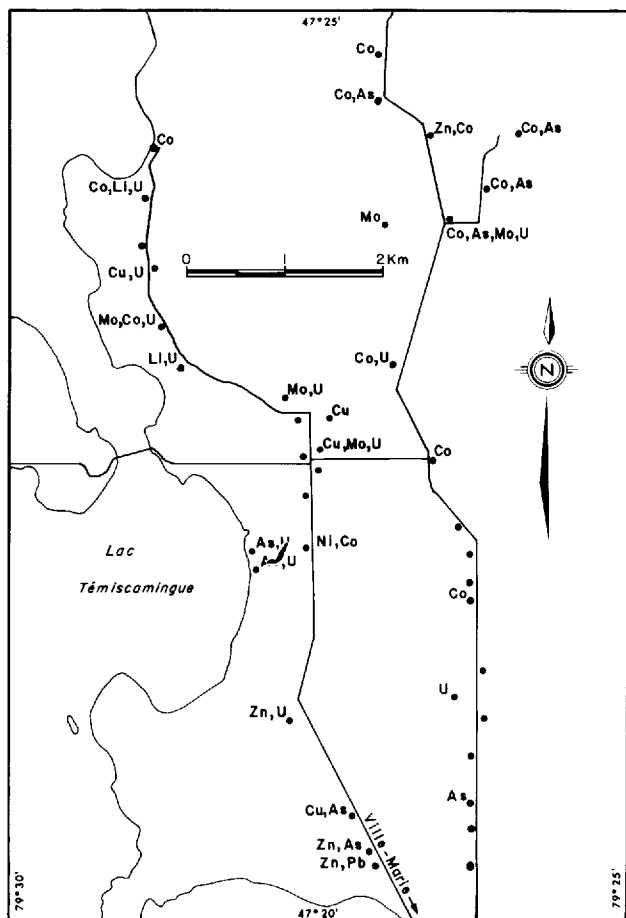 47° 25'
Co
Co,As
Zn,Co
Co,As
Co
Co,Li,U
Co,As
Mo
Co,As,Mo,U
Cu,U
0 1 2 Km
Mo,Co,U
Li,U
Co,U
N
Mo,U
Cu
Cu,Mo,U
Co
As,U
Ni,Co
Lac
Témiscamingue
Co
U
Zn,U
As
Cu,As
Ville-Marie
Zn,As
Zn,Pb
79° 30'
47° 20'
79° 25'